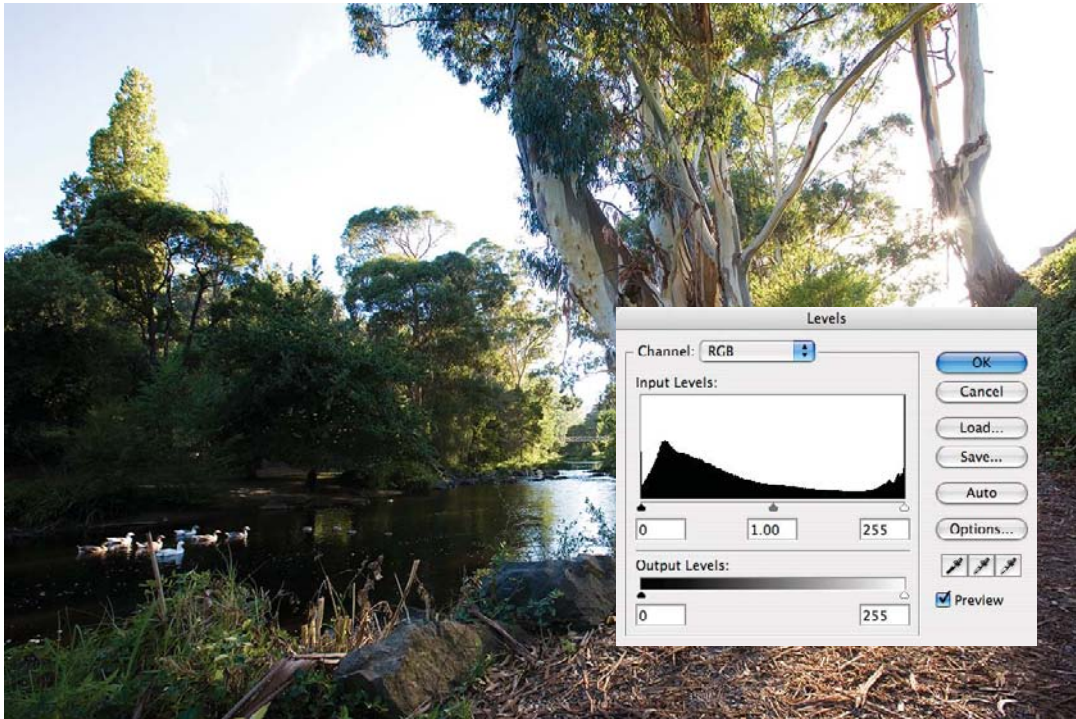 Levels
Channel: RGB
OK
Input Levels:
Cancel
Load...
Save...
Auto
0 1.00 255
Options...
Output Levels:
Preview
0 255